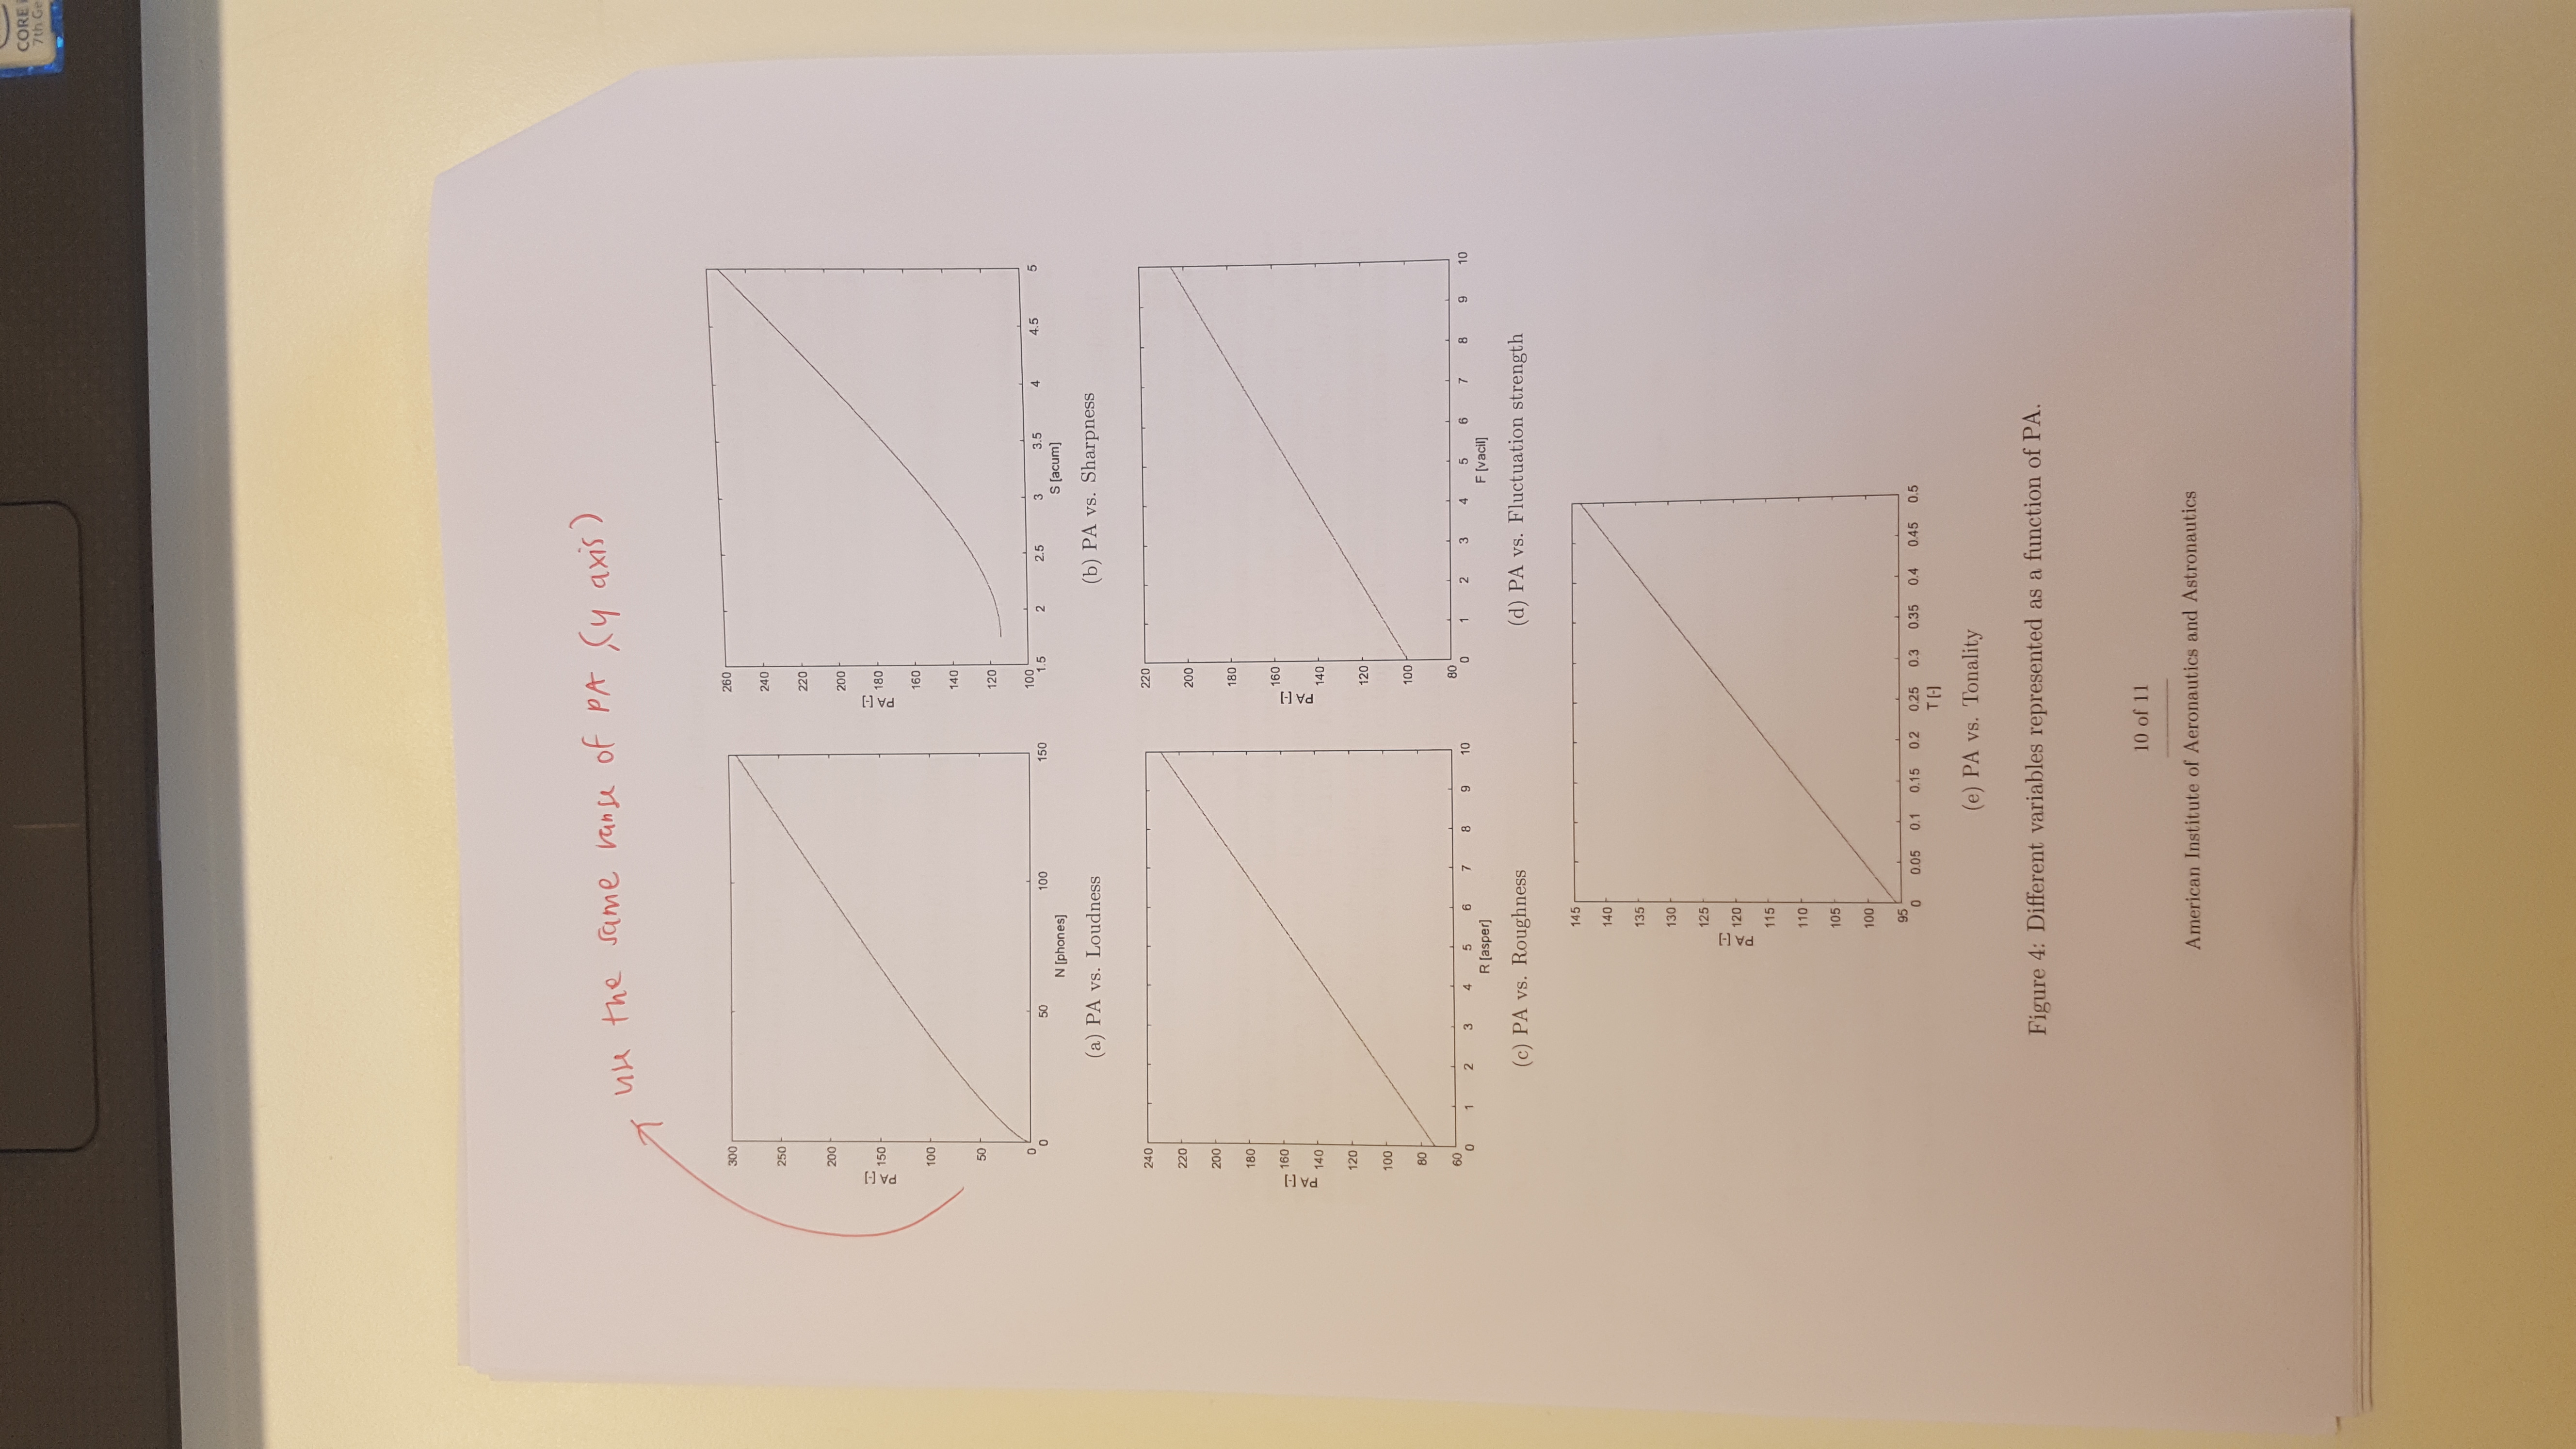 CORE
7th Ge
use the same range of PA (y axis)
300
250
200
150
100
50
0
PA [-]
0 50 100 150
N [phones]
(a) PA vs. Loudness
260
240
220
200
180
160
140
120
100
PA [-]
1.5 2 2.5 3 3.5 4 4.5 5
S [acum]
(b) PA vs. Sharpness
240
220
200
180
160
140
120
100
80
60
PA [-]
0 1 2 3 4 5 6 7 8 9 10
R [asper]
(c) PA vs. Roughness
220
200
180
160
140
120
100
80
PA [-]
0 1 2 3 4 5 6 7 8 9 10
F [vacil]
(d) PA vs. Fluctuation strength
145
140
135
130
125
120
115
110
105
100
95
PA [-]
0 0.05 0.1 0.15 0.2 0.25 0.3 0.35 0.4 0.45 0.5
T [-]
(e) PA vs. Tonality
Figure 4: Different variables represented as a function of PA.
10 of 11
American Institute of Aeronautics and Astronautics